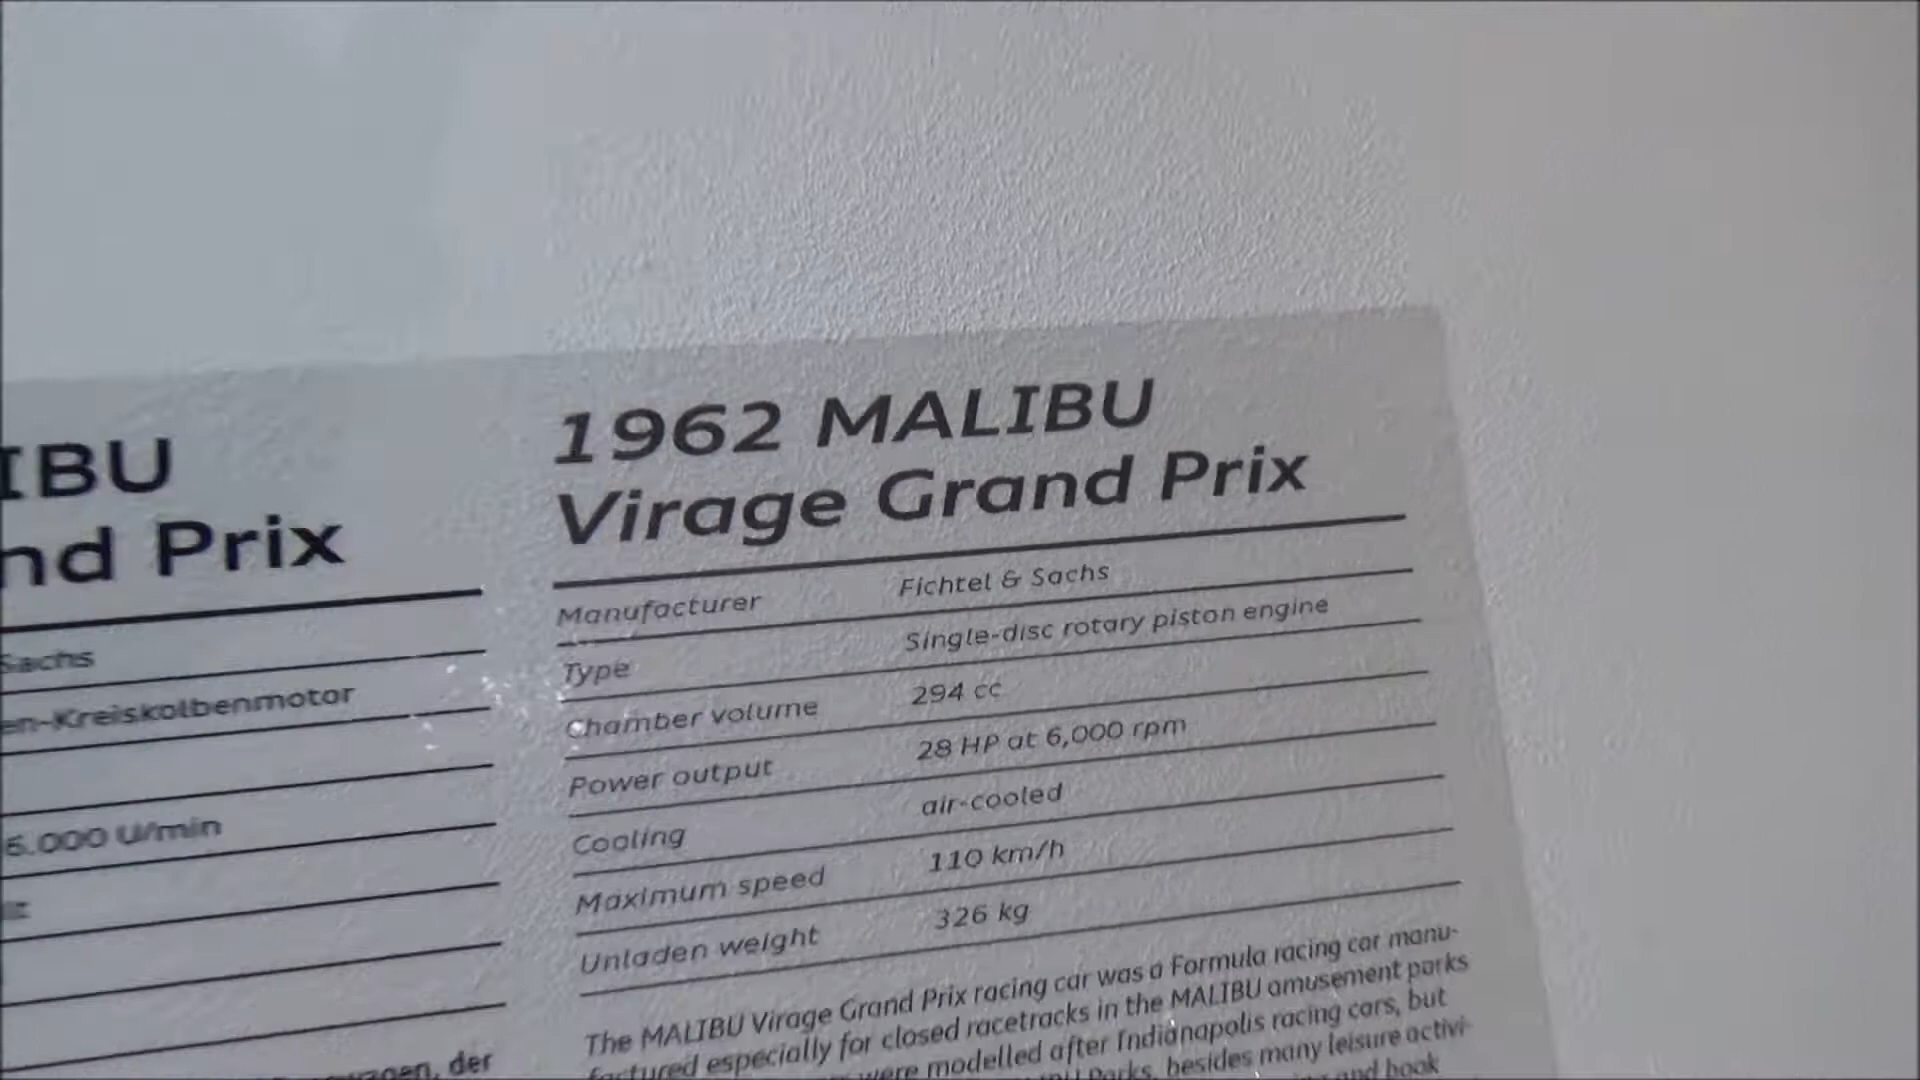 IBU
nd Prix
Sachs
en-Kreiskolbenmotor
6.000 U/min
der
1962 MALIBU
Virage Grand Prix
Manufacturer Fichtel & Sachs
Type Single-disc rotary piston engine
Chamber volume 294 cc
Power output 28 HP at 6,000 rpm
Cooling air-cooled
Maximum speed 110 km/h
Unladen weight 326 kg
The MALIBU Virage Grand Prix racing car was a Formula racing car manu-
factured especially for closed racetracks in the MALIBU amusement parks
were modelled after Indianapolis racing cars, but
Parks, besides many leisure activi-
and book